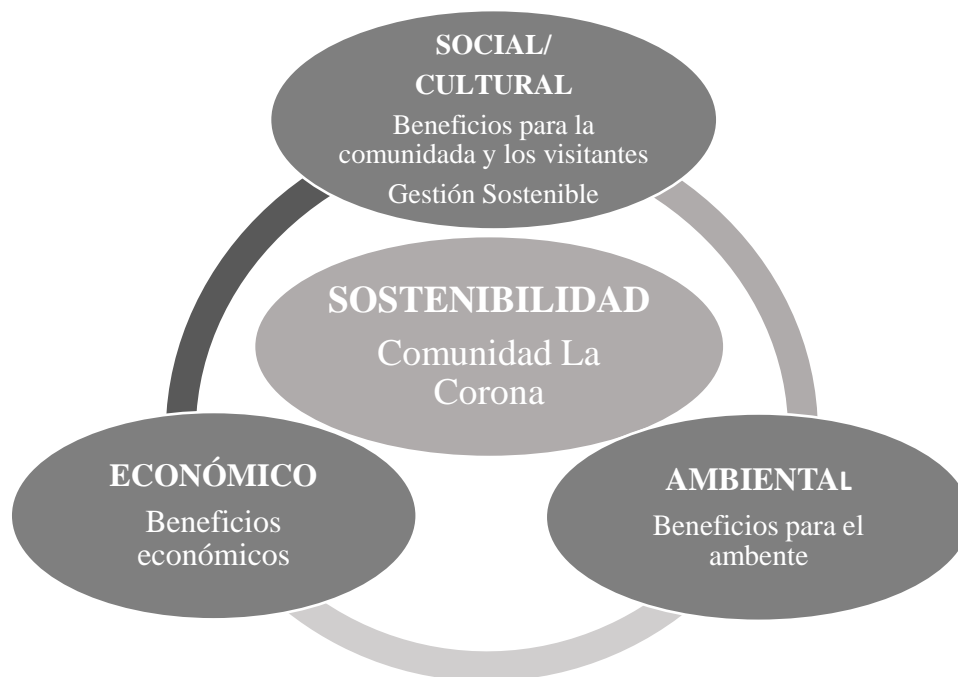 SOCIAL/
CULTURAL
Beneficios para la
comunidada y los visitantes
Gestión Sostenible
SOSTENIBILIDAD
Comunidad La
Corona
ECONÓMICO
Beneficios
económicos
AMBIENTAL
Beneficios para el
ambente